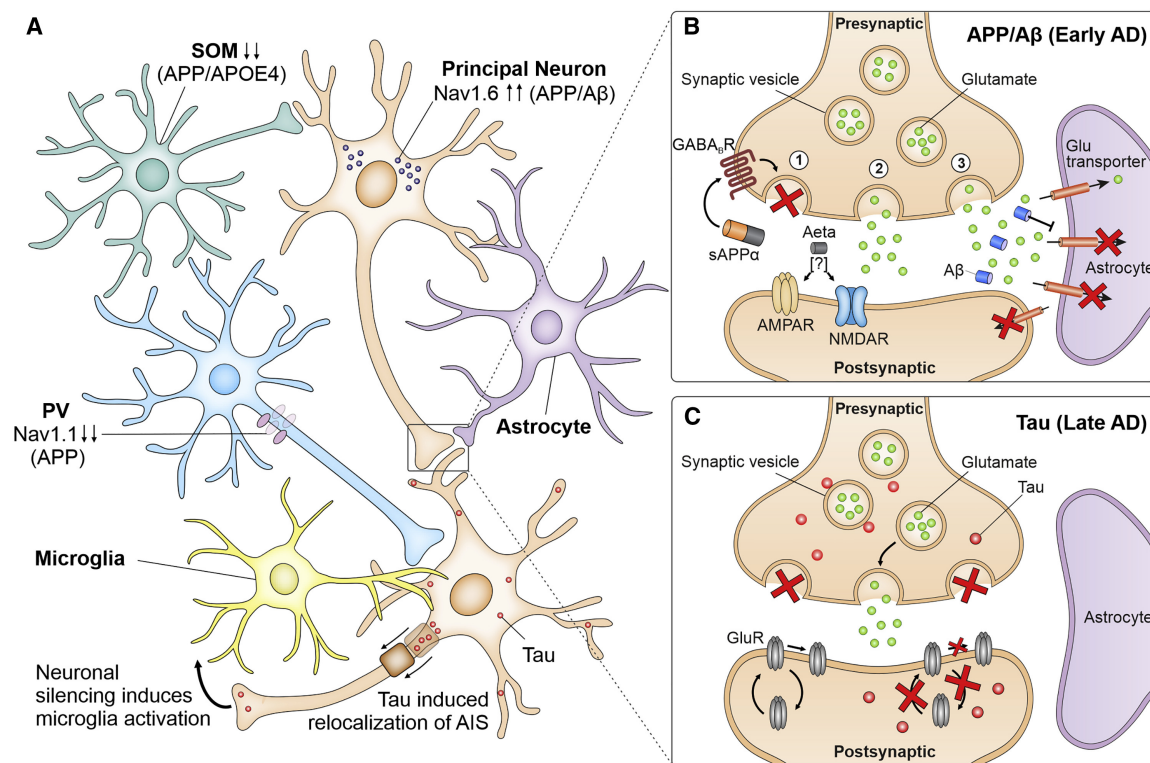 A
SOM ↓↓
(APP/APOE4)
Principal Neuron
Nav1.6 ↑↑ (APP/Aβ)
PV
Nav1.1↓↓
(APP)
Astrocyte
Microglia
Neuronal
silencing induces
microglia activation
Tau induced
relocalization of AIS
Tau
B
Presynaptic
APP/Aβ (Early AD)
Synaptic vesicle
Glutamate
GABA_BR
1
2
3
Glu
transporter
sAPPα
Aeta
[?]
Aβ
Astrocyte
AMPAR
NMDAR
Postsynaptic
C
Presynaptic
Tau (Late AD)
Synaptic vesicle
Glutamate
Tau
GluR
Astrocyte
Postsynaptic